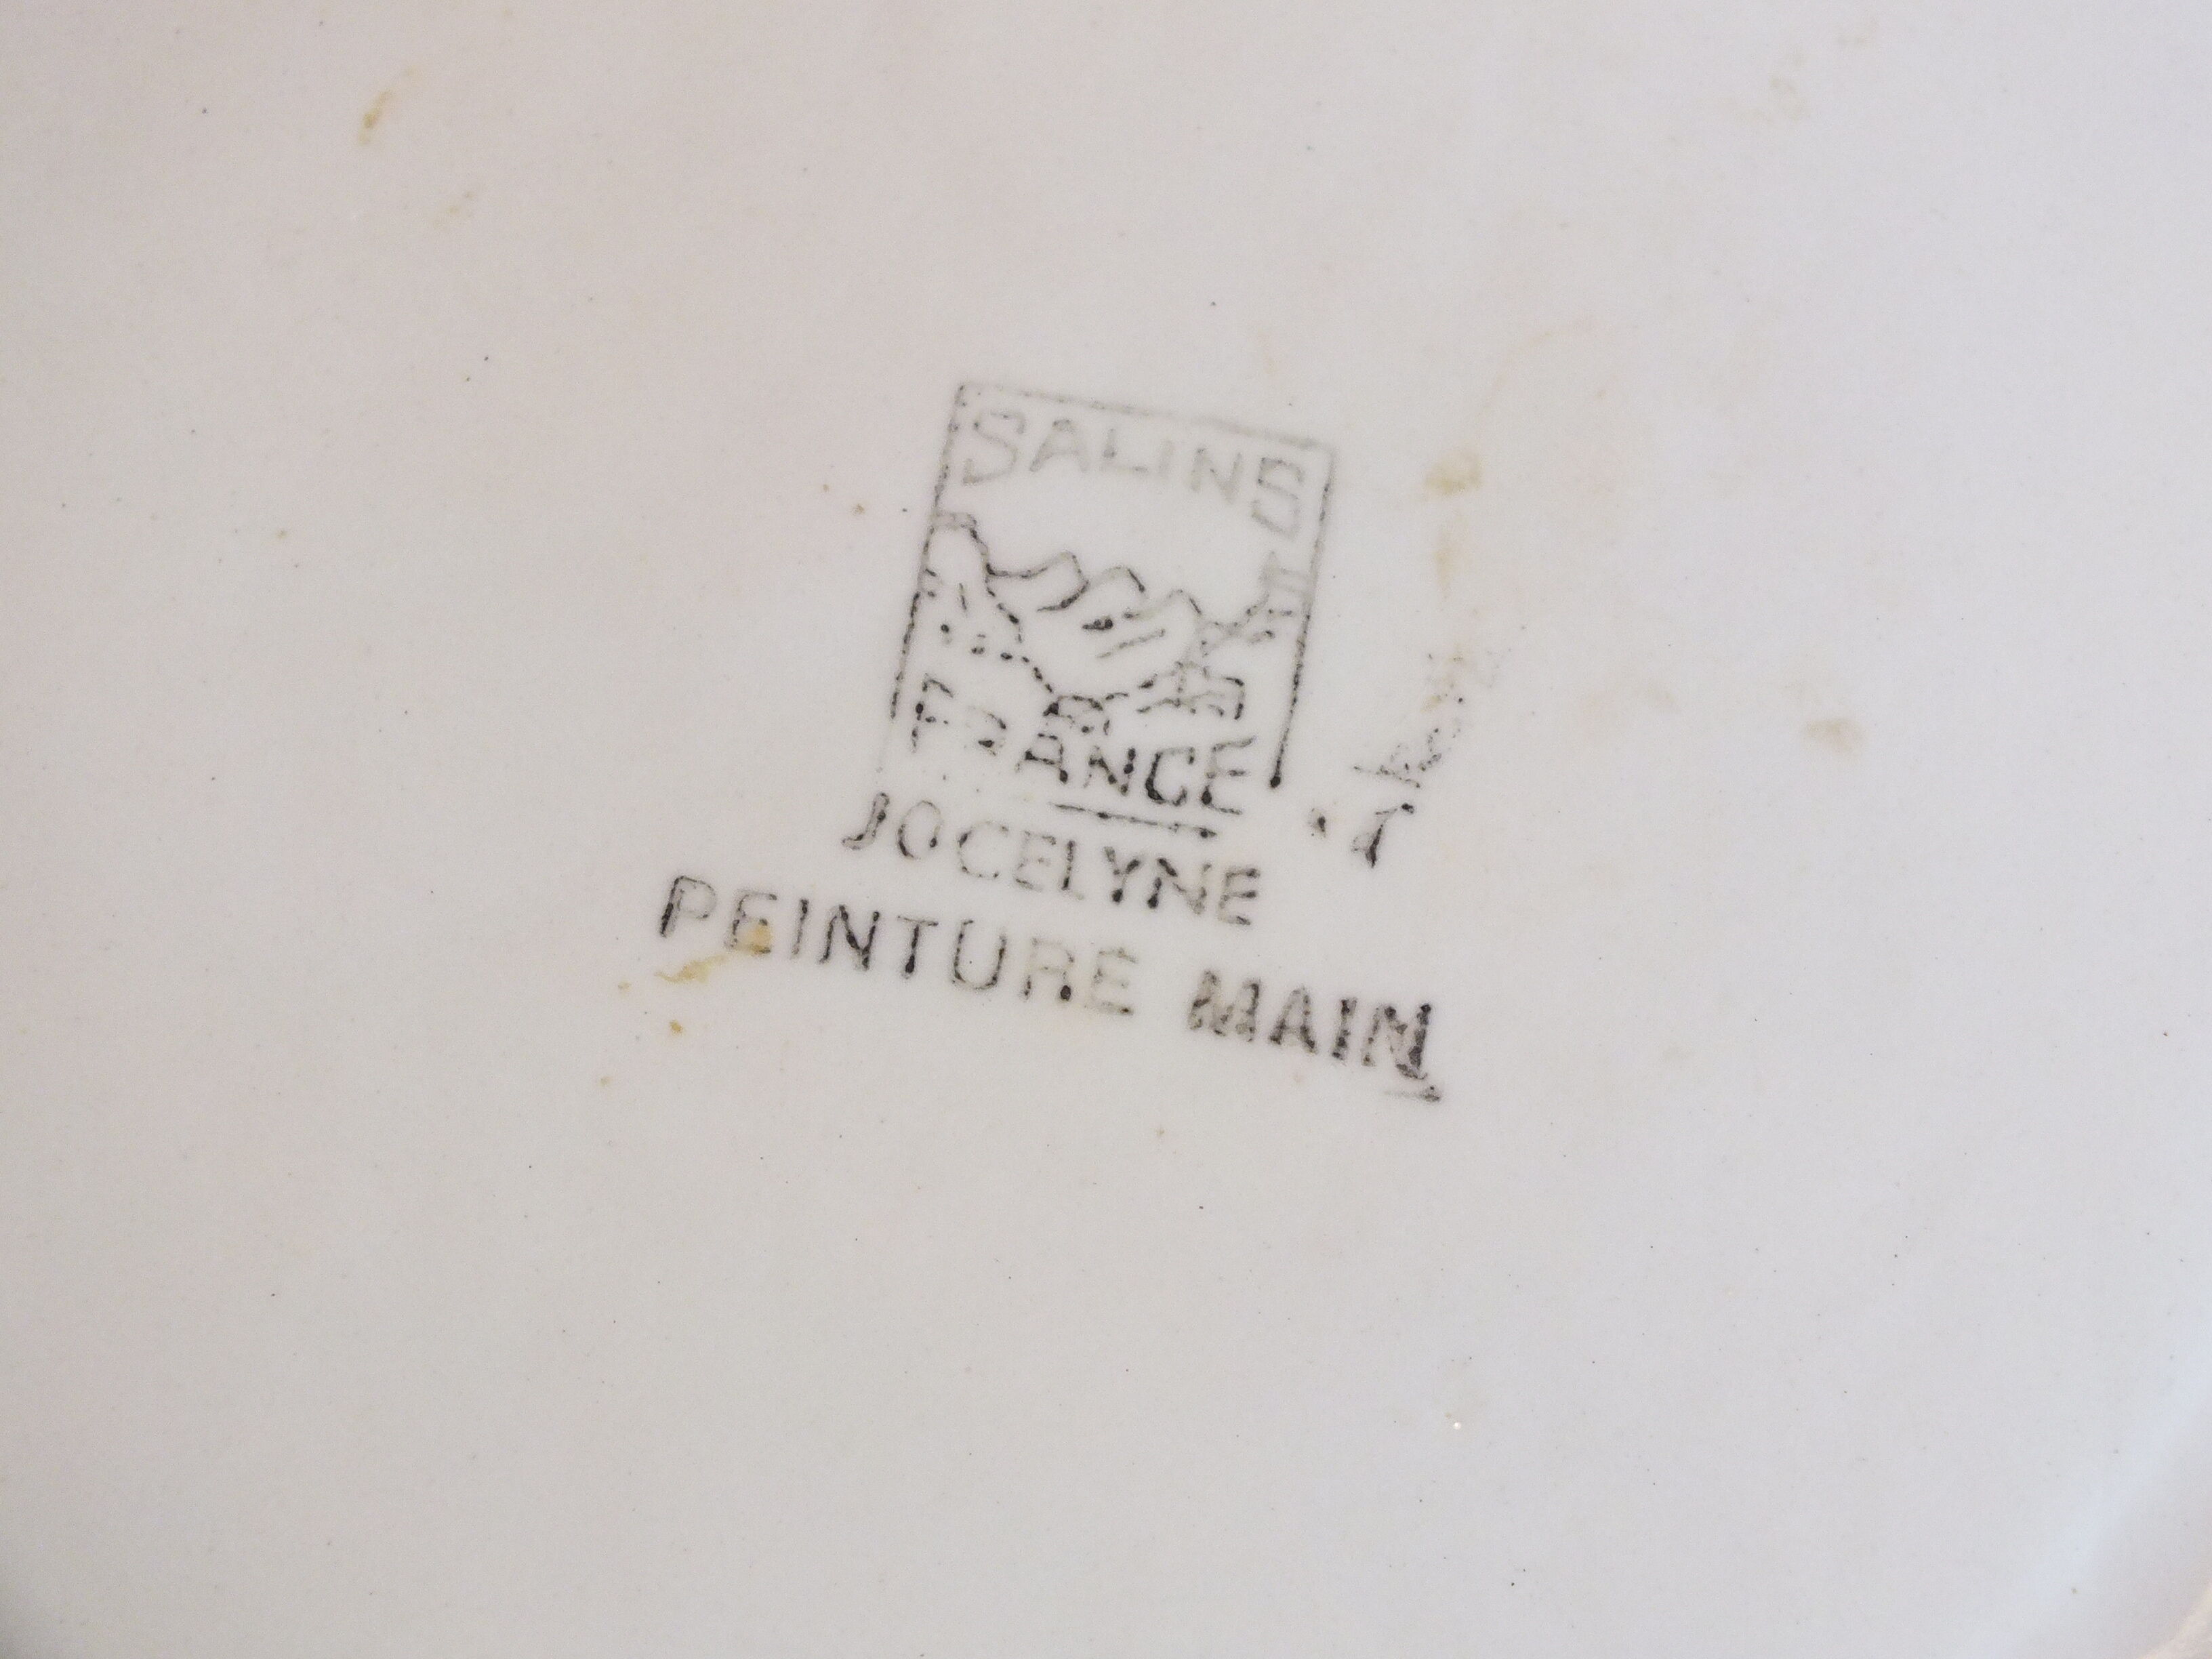 SALINS
FRANCE
JOCELYNE
PEINTURE MAIN